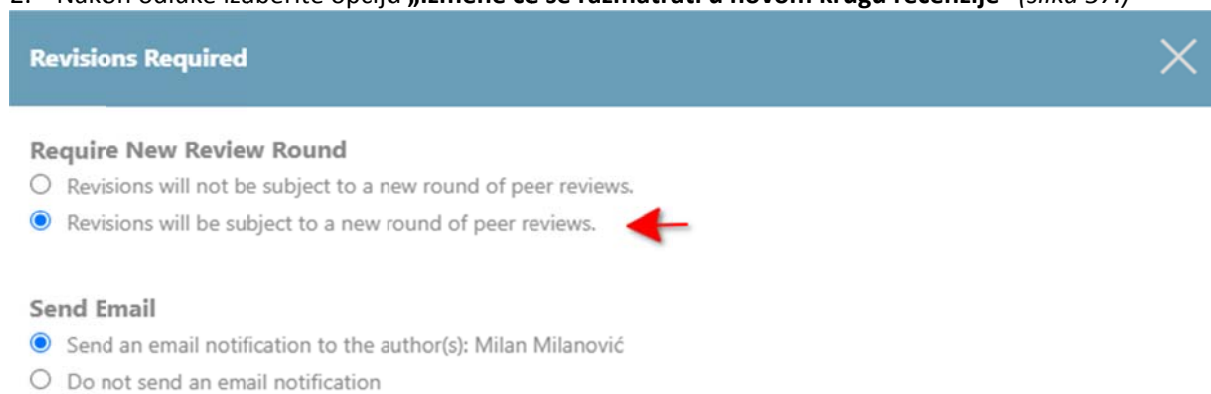 2. Nakon odluke izaberite opciju „Izmene će se razmatrati u novom krugu recenzije“ (slika 37.)
Revisions Required
Require New Review Round
Revisions will not be subject to a new round of peer reviews.
Revisions will be subject to a new round of peer reviews.
Send Email
Send an email notification to the author(s): Milan Milanović
Do not send an email notification